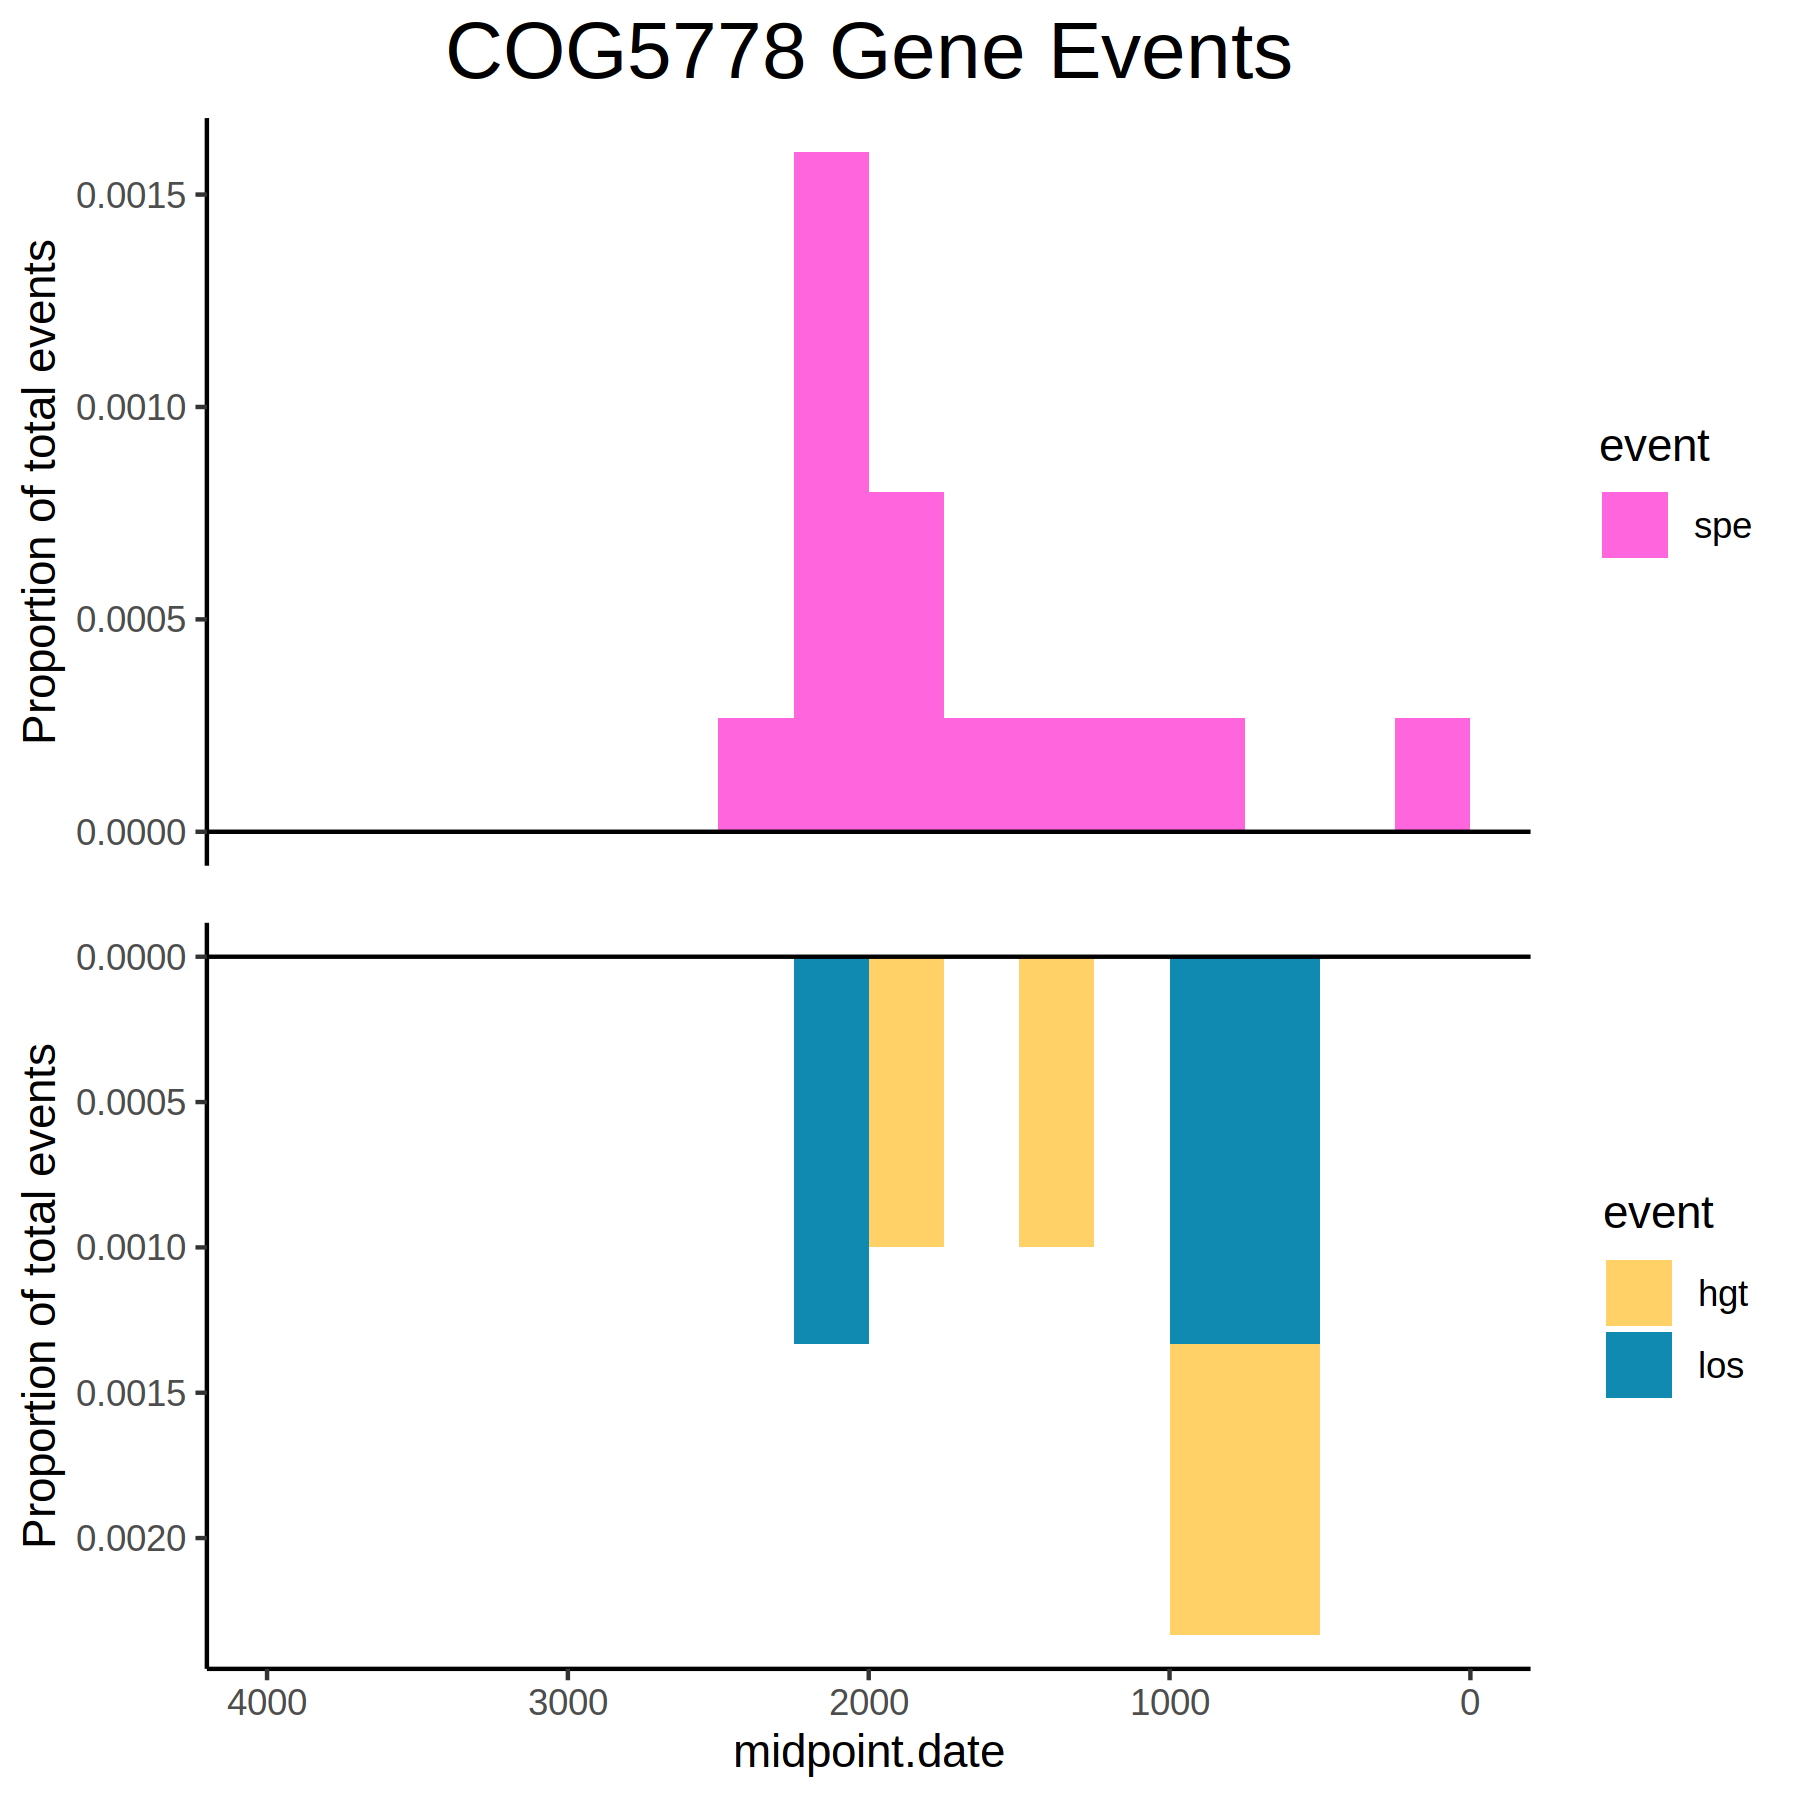 COG5778 Gene Events
Proportion of total events
0.0015
0.0010
0.0005
0.0000
event
spe
Proportion of total events
0.0000
0.0005
0.0010
0.0015
0.0020
event
hgt
los
4000 3000 2000 1000 0
midpoint.date